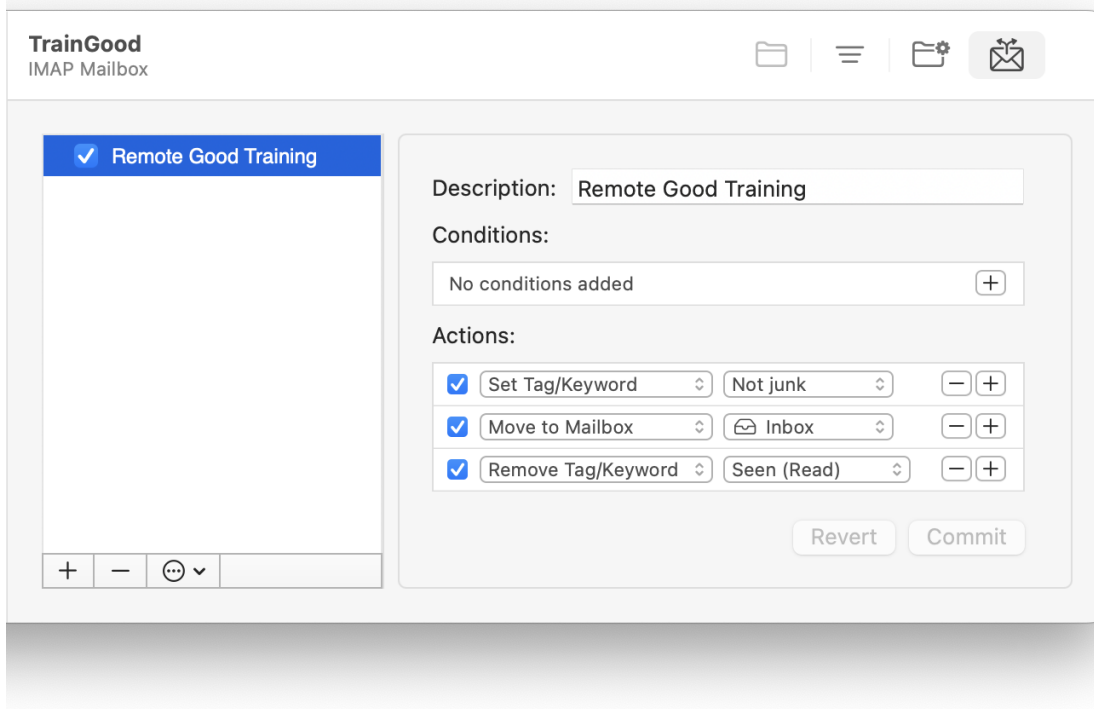 TrainGood
IMAP Mailbox
Remote Good Training
Description: Remote Good Training
Conditions:
No conditions added
Actions:
Set Tag/Keyword Not junk
Move to Mailbox Inbox
Remove Tag/Keyword Seen (Read)
Revert Commit